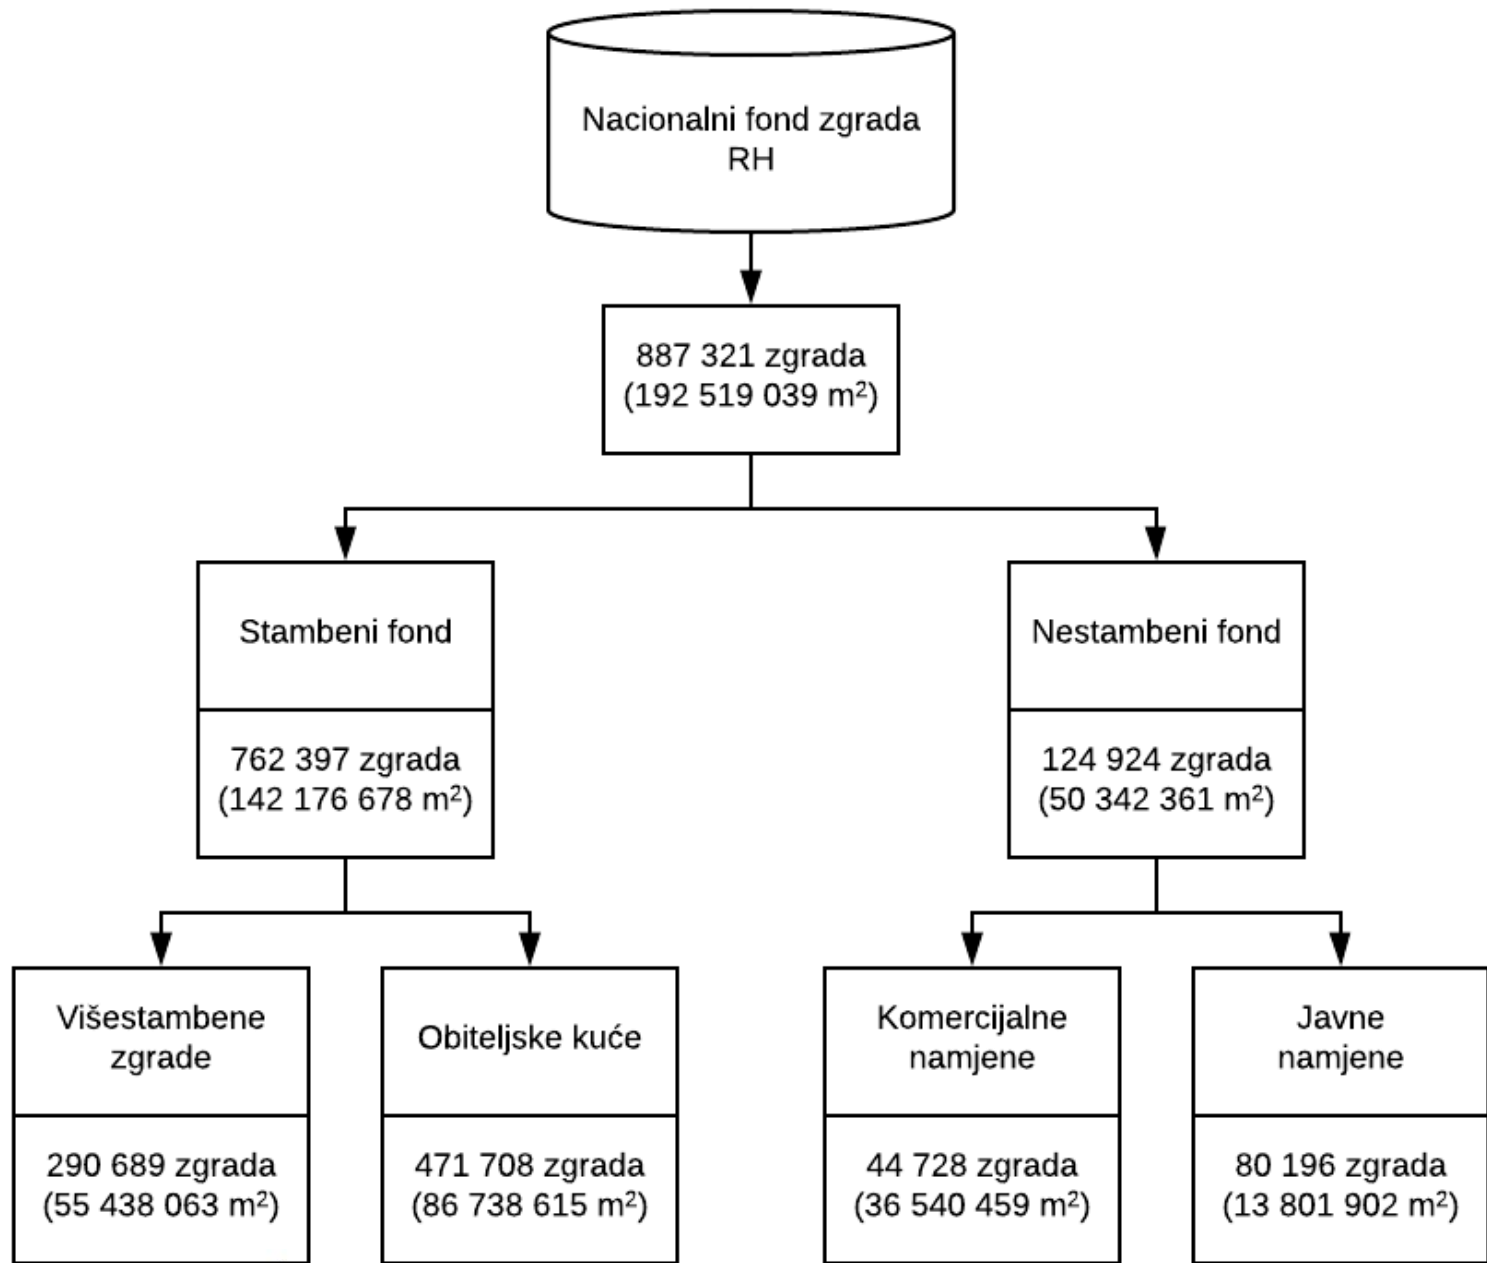 Nacionalni fond zgrada
RH
887 321 zgrada
(192 519 039 m²)
Stambeni fond
762 397 zgrada
(142 176 678 m²)
Nestambeni fond
124 924 zgrada
(50 342 361 m²)
Višestambene
zgrade
290 689 zgrada
(55 438 063 m²)
Obiteljske kuće
471 708 zgrada
(86 738 615 m²)
Komercijalne
namjene
44 728 zgrada
(36 540 459 m²)
Javne
namjene
80 196 zgrada
(13 801 902 m²)